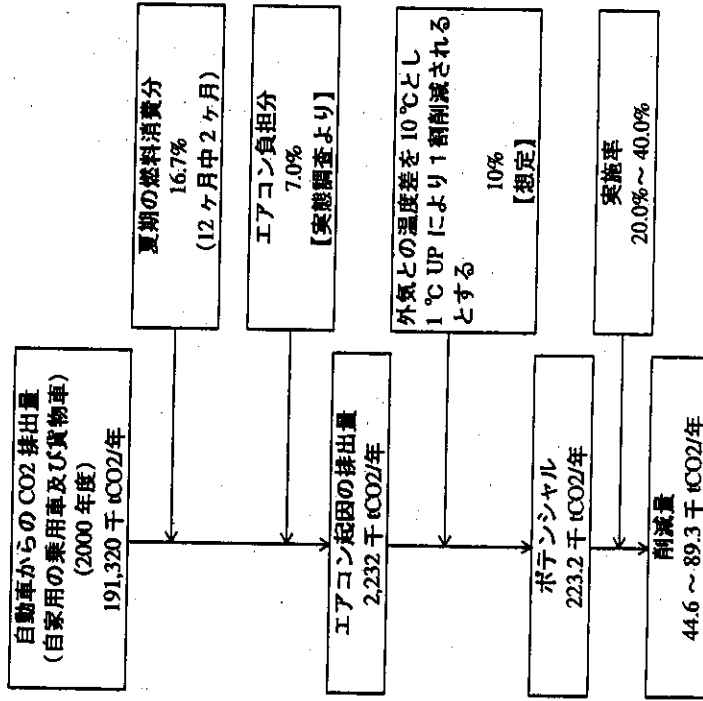 自動車からの CO2 排出量
(自家用の乗用車及び貨物車)
(2000 年度)
191,320 千 tCO2/年
夏期の燃料消費分
16.7%
(12 ヶ月中 2 ヶ月)
エアコン負担分
7.0%
【実態調査より】
エアコン起因の排出量
2,232 千 tCO2/年
外気との温度差を 10 ℃とし
1 ℃ UP により 1 割削減される
とする
10%
【想定】
ポテンシャル
223.2 千 tCO2/年
実施率
20.0%～ 40.0%
削減量
44.6 ～ 89.3 千 tCO2/年